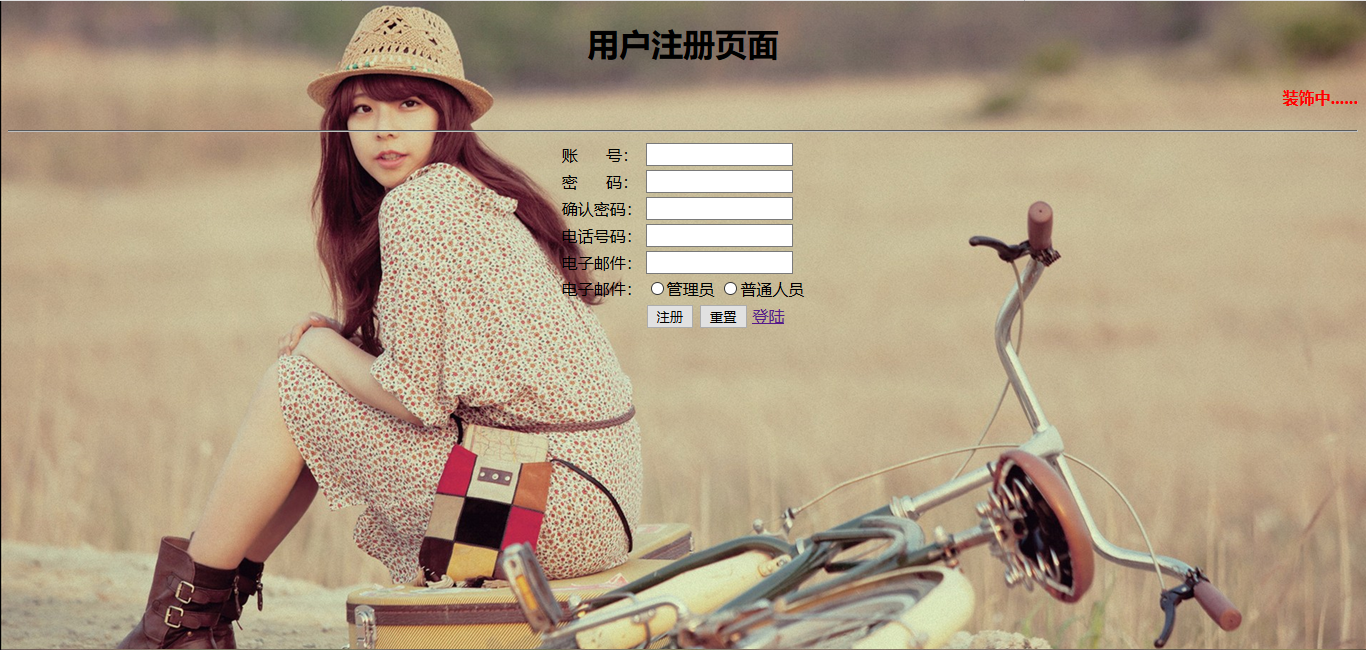 用户注册页面
装饰中......
账 号：
密 码：
确认密码：
电话号码：
电子邮件：
电子邮件： 管理员 普通人员
注册 重置 登陆